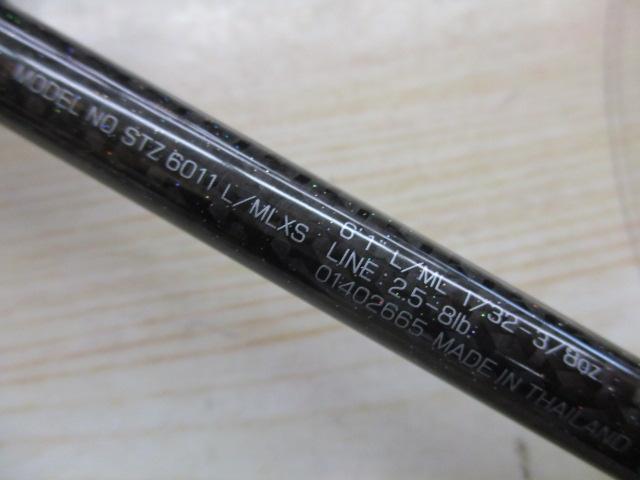 MODEL NO. STZ 6011 L/MLXS
6'1" L/ML 1/32-3/8oz
LINE: 2.5-8lb.
01402665-MADE IN THAILAND